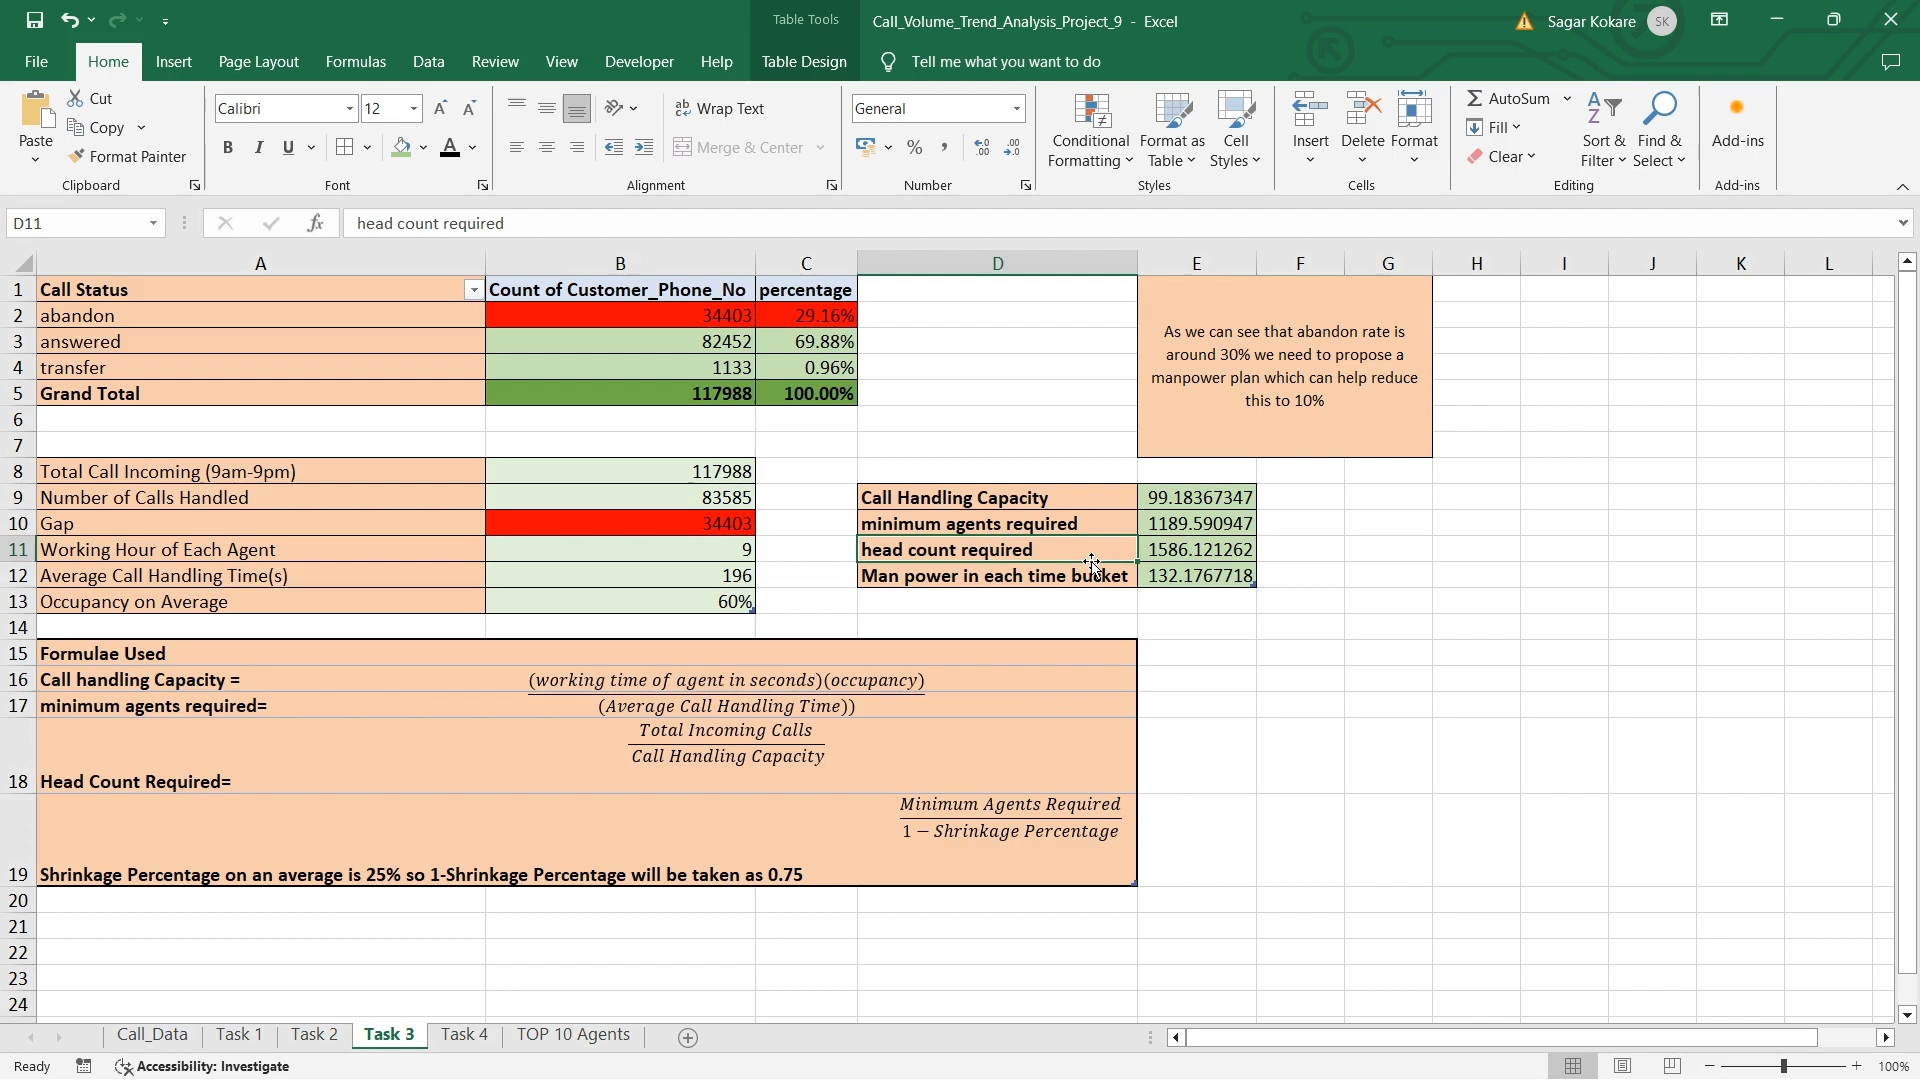 Table Tools
Call_Volume_Trend_Analysis_Project_9 - Excel
Sagar Kokare
SK
File
Home
Insert
Page Layout
Formulas
Data
Review
View
Developer
Help
Table Design
Tell me what you want to do
Paste
Cut
Copy
Format Painter
Clipboard
Calibri
12
B I U
Font
Wrap Text
Merge & Center
Alignment
General
Number
Conditional Formatting
Format as Table
Cell Styles
Styles
Insert
Delete
Format
Cells
AutoSum
Fill
Clear
Sort & Filter
Find & Select
Editing
Add-ins
Add-ins
D11
fx
head count required
A B C D E F G H I J K L
1 Call Status Count of Customer_Phone_No percentage
2 abandon 34403 29.16%
3 answered 82452 69.88%
4 transfer 1133 0.96%
5 Grand Total 117988 100.00%
As we can see that abandon rate is
around 30% we need to propose a
manpower plan which can help reduce
this to 10%
6
7
8 Total Call Incoming (9am-9pm) 117988
9 Number of Calls Handled 83585 Call Handling Capacity 99.18367347
10 Gap 34403 minimum agents required 1189.590947
11 Working Hour of Each Agent 9 head count required 1586.121262
12 Average Call Handling Time(s) 196 Man power in each time bucket 132.1767718
13 Occupancy on Average 60%
14
15 Formulae Used
16 Call handling Capacity = (working time of agent in seconds)(occupancy)
17 minimum agents required= (Average Call Handling Time))
Total Incoming Calls
Call Handling Capacity
18 Head Count Required=
Minimum Agents Required
1 − Shrinkage Percentage
19 Shrinkage Percentage on an average is 25% so 1-Shrinkage Percentage will be taken as 0.75
20
21
22
23
24
Call_Data
Task 1
Task 2
Task 3
Task 4
TOP 10 Agents
Ready
Accessibility: Investigate
100%